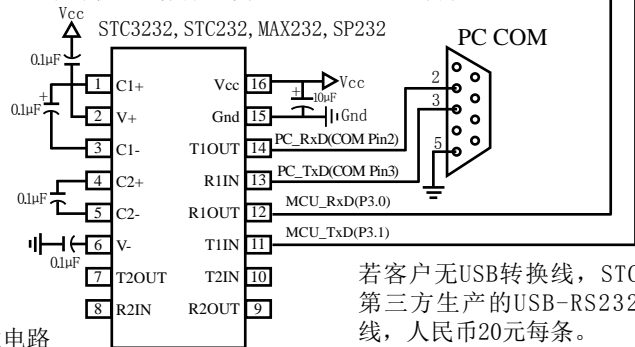 Vcc
STC3232,STC232,MAX232,SP232
PC COM
0.1μF
0.1μF
1 C1+
2 V+
3 C1-
4 C2+
5 C2-
6 V-
7 T2OUT
8 R2IN
0.1μF
0.1μF
Vcc 16
Gnd 15
T1OUT 14
R1IN 13
R1OUT 12
T1IN 11
T2IN 10
R2OUT 9
Vcc
10μF
Gnd
PC_RxD(COM Pin2)
PC_TxD(COM Pin3)
MCU_RxD(P3.0)
MCU_TxD(P3.1)
2
3
5
若客户无USB转换线，STC
第三方生产的USB-RS232
线，人民币20元每条。
电路